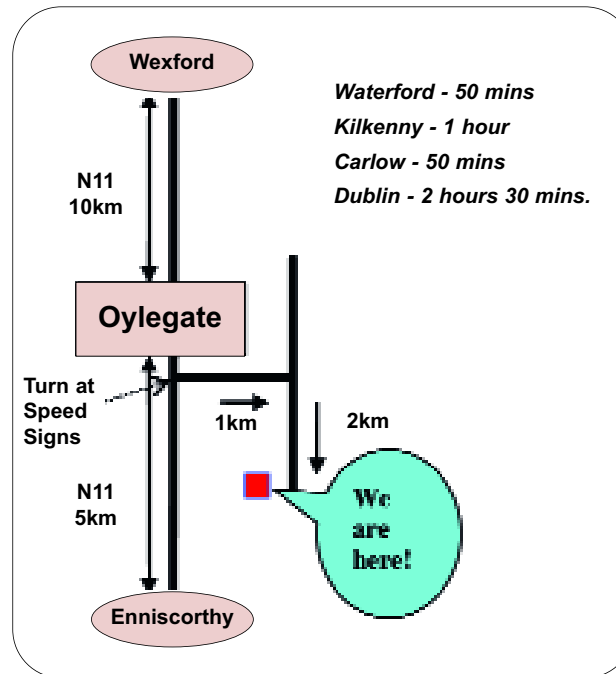 Wexford
Waterford - 50 mins
Kilkenny - 1 hour
Carlow - 50 mins
Dublin - 2 hours 30 mins.
N11
10km
Oylegate
Turn at
Speed
Signs
1km
2km
N11
5km
We
are
here!
Enniscorthy